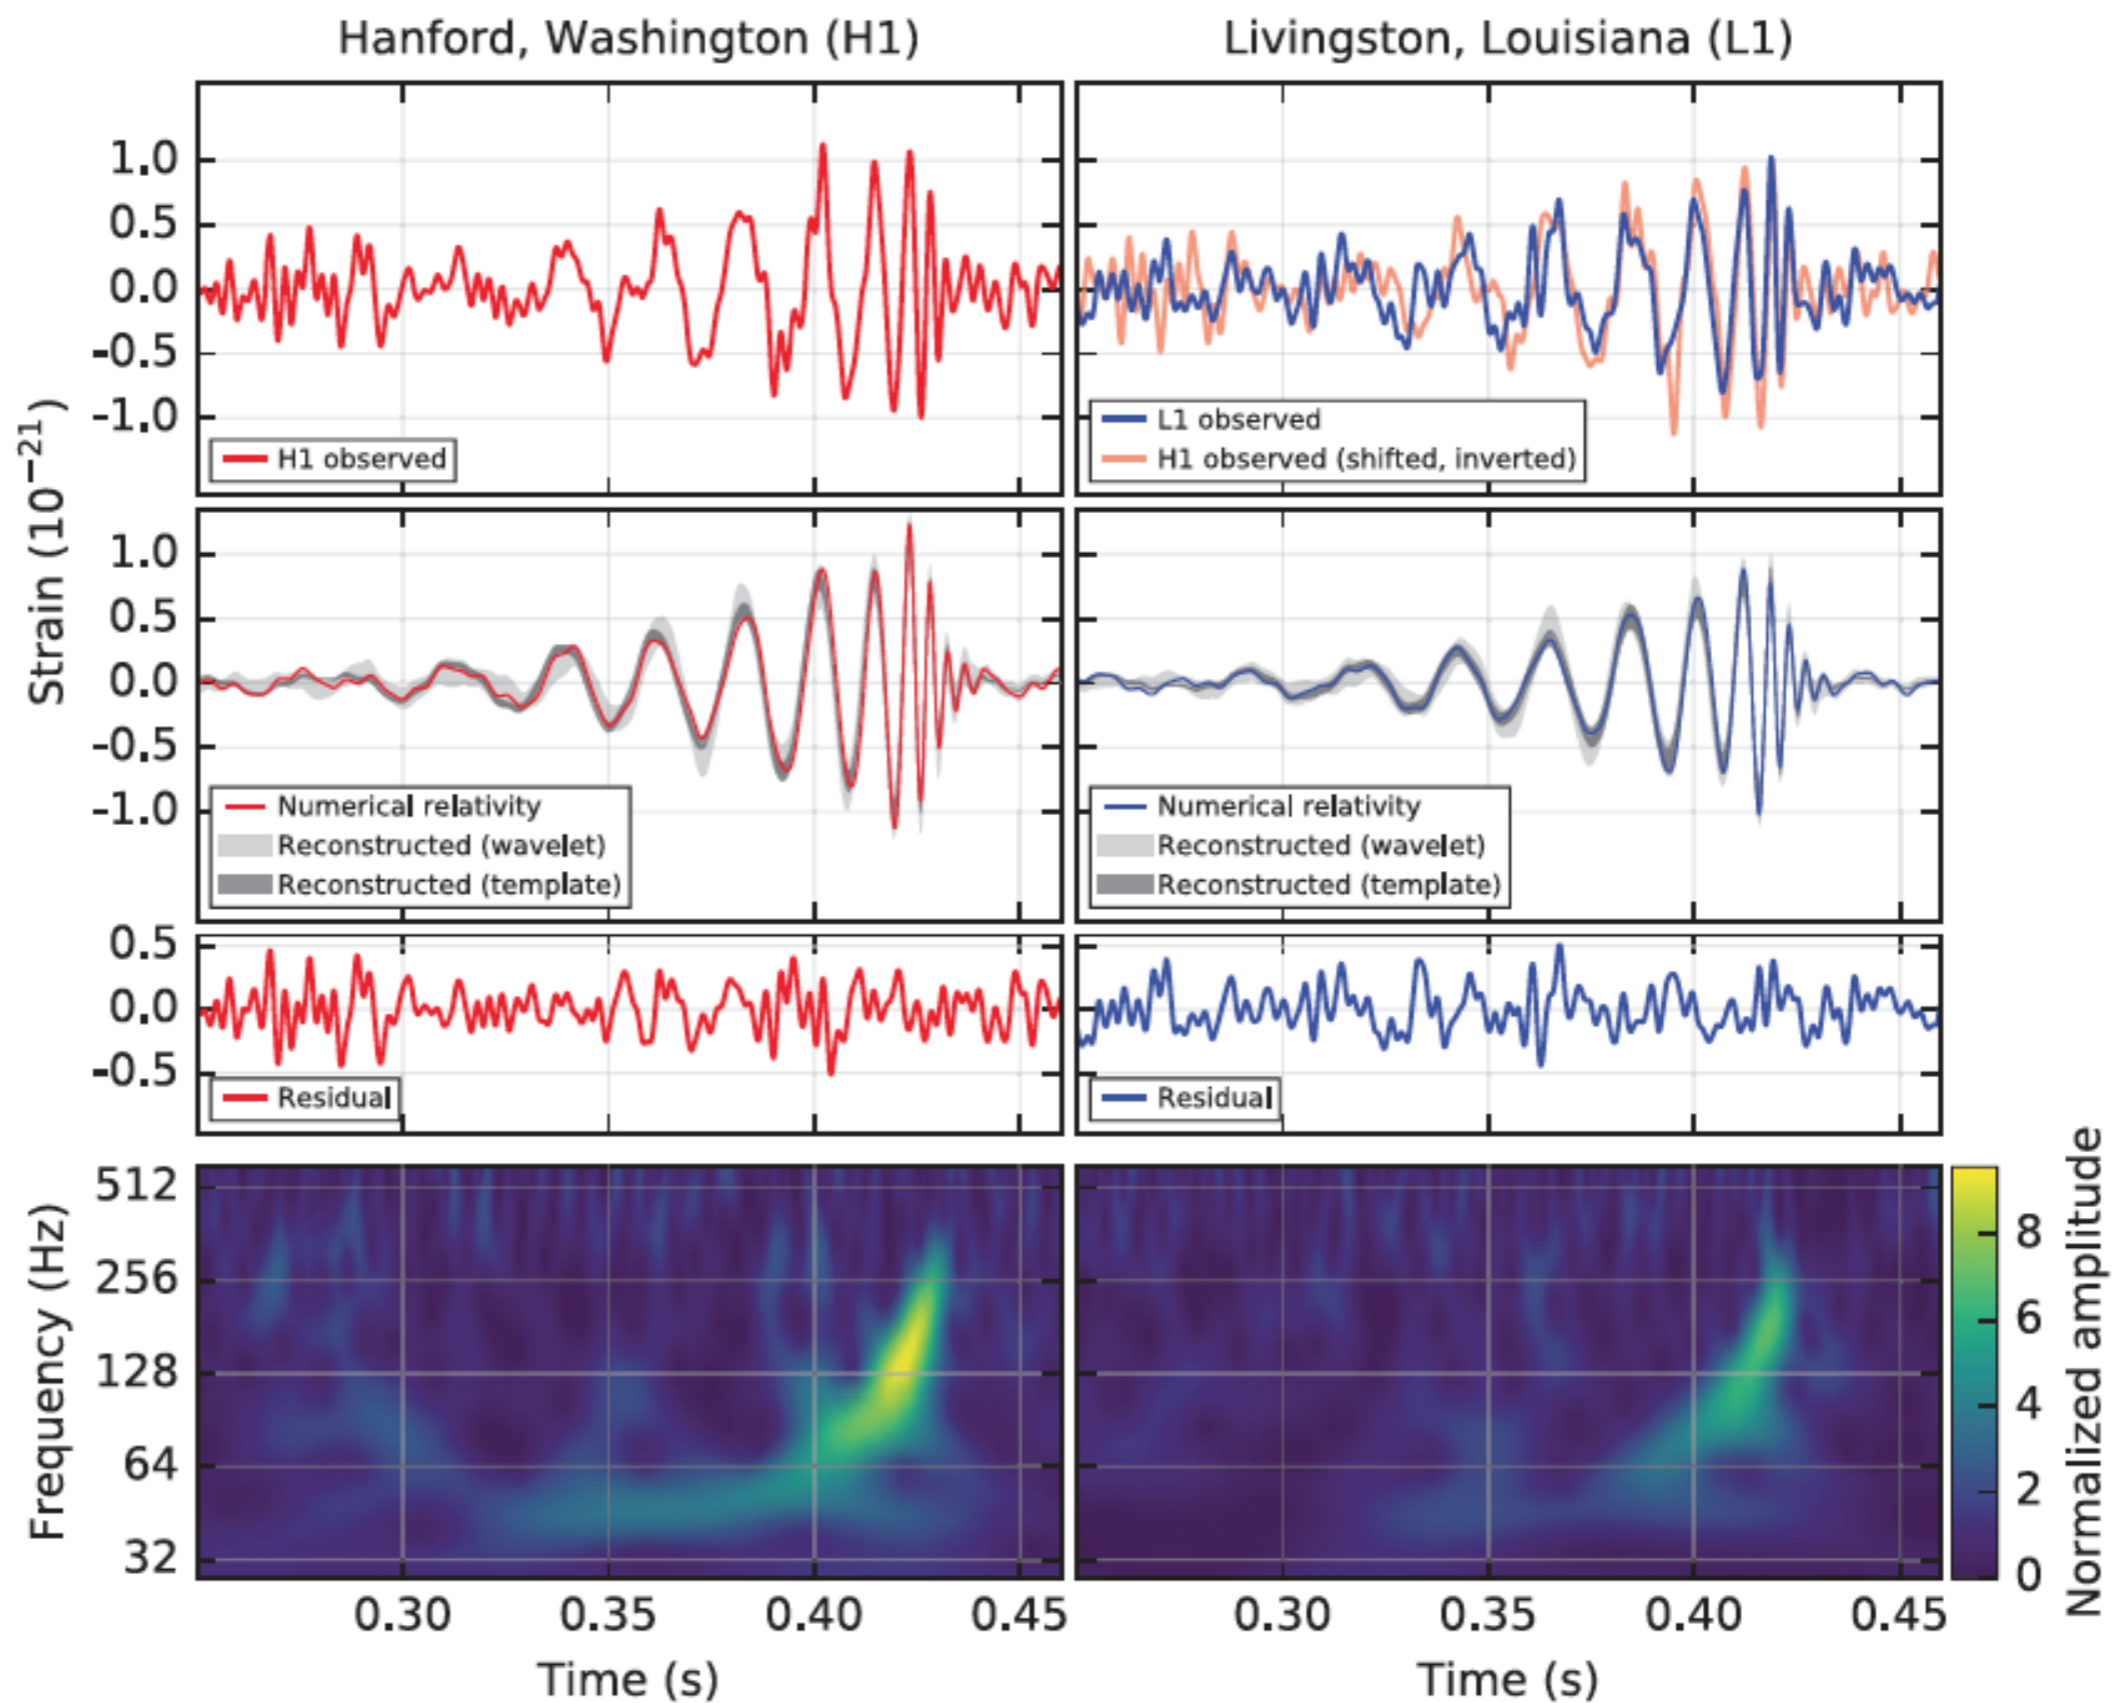 Hanford, Washington (H1)
Livingston, Louisiana (L1)
Strain (10⁻²¹)
1.0
0.5
0.0
-0.5
-1.0
H1 observed
L1 observed
H1 observed (shifted, inverted)
1.0
0.5
0.0
-0.5
-1.0
Numerical relativity
Reconstructed (wavelet)
Reconstructed (template)
Numerical relativity
Reconstructed (wavelet)
Reconstructed (template)
0.5
0.0
-0.5
Residual
Residual
Frequency (Hz)
512
256
128
64
32
0.30 0.35 0.40 0.45
Time (s)
0.30 0.35 0.40 0.45
Time (s)
8
6
4
2
0
Normalized amplitude